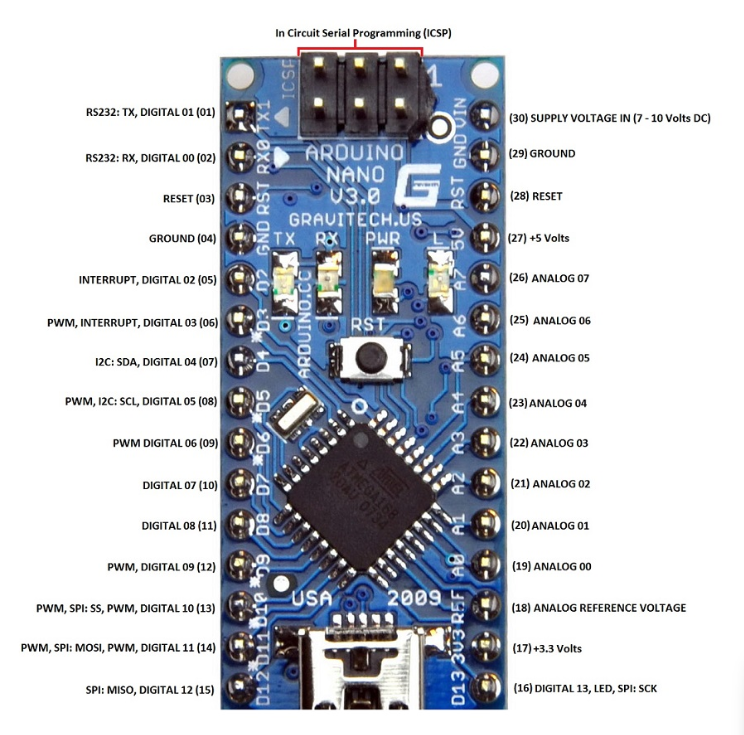 In Circuit Serial Programming (ICSP)
RS232: TX, DIGITAL 01 (01)
RS232: RX, DIGITAL 00 (02)
RESET (03)
GROUND (04)
INTERRUPT, DIGITAL 02 (05)
PWM, INTERRUPT, DIGITAL 03 (06)
I2C: SDA, DIGITAL 04 (07)
PWM, I2C: SCL, DIGITAL 05 (08)
PWM DIGITAL 06 (09)
DIGITAL 07 (10)
DIGITAL 08 (11)
PWM, DIGITAL 09 (12)
PWM, SPI: SS, PWM, DIGITAL 10 (13)
PWM, SPI: MOSI, PWM, DIGITAL 11 (14)
SPI: MISO, DIGITAL 12 (15)
ICSP
1
TX1
RX0
RST
GND
D2
*D3
D4
*D5
*D6
D7
D8
*D9
*D10
*D11
D12
ARDUINO
NANO
V3.0
G
GRAVITECH.US
TX RX PWR L
ARDUINO.CC
RST
ATMEGA168
USA 2009
VIN
GND
RST
5V
A7
A6
A5
A4
A3
A2
A1
A0
REF
3V3
D13
(30) SUPPLY VOLTAGE IN (7 - 10 Volts DC)
(29) GROUND
(28) RESET
(27) +5 Volts
(26) ANALOG 07
(25) ANALOG 06
(24) ANALOG 05
(23) ANALOG 04
(22) ANALOG 03
(21) ANALOG 02
(20) ANALOG 01
(19) ANALOG 00
(18) ANALOG REFERENCE VOLTAGE
(17) +3.3 Volts
(16) DIGITAL 13, LED, SPI: SCK